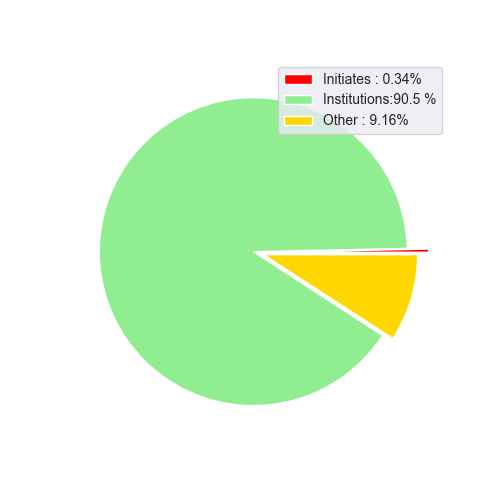 Initiates : 0.34%
Institutions:90.5 %
Other : 9.16%